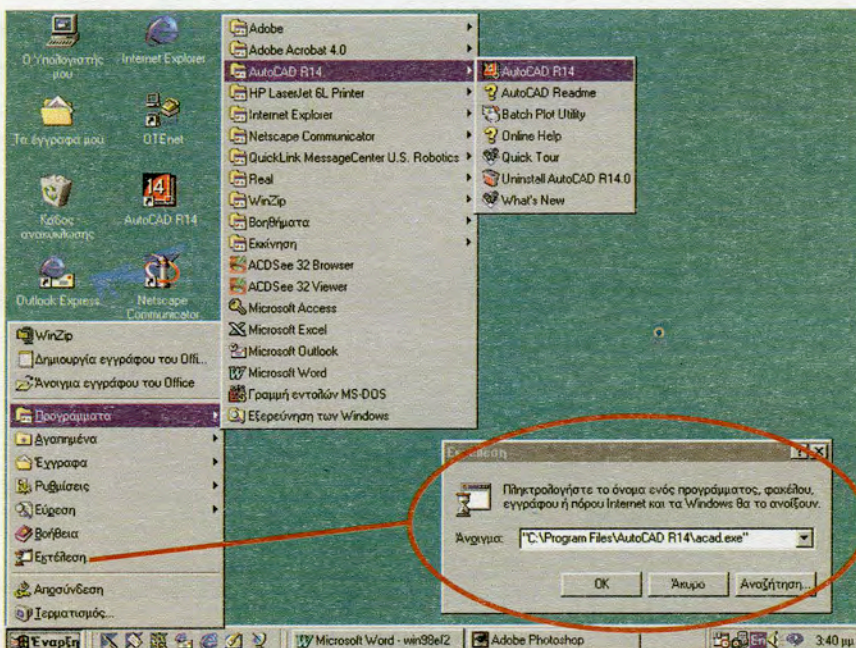 Ο Υπολογιστής
μου
Internet Explorer
Τα έγγραφά μου
OTEnet
Κάδος
ανακύκλωσης
AutoCAD R14
Outlook Express
Netscape
Communicator
Adobe
Adobe Acrobat 4.0
AutoCAD R14
HP LaserJet 6L Printer
Internet Explorer
Netscape Communicator
QuickLink MessageCenter U.S. Robotics
Real
WinZip
Βοηθήματα
Εκκίνηση
ACDSee 32 Browser
ACDSee 32 Viewer
Microsoft Access
Microsoft Excel
Microsoft Outlook
Microsoft Word
Γραμμή εντολών MS-DOS
Εξερεύνηση των Windows
AutoCAD R14
AutoCAD Readme
Batch Plot Utility
Online Help
Quick Tour
Uninstall AutoCAD R14.0
What's New
WinZip
Δημιουργία εγγράφου του Offi...
Άνοιγμα εγγράφου του Office
Προγράμματα
Αγαπημένα
Έγγραφα
Ρυθμίσεις
Εύρεση
Βοήθεια
Εκτέλεση...
Αποσύνδεση
Τερματισμός...
Εκτέλεση
Πληκτρολογήστε το όνομα ενός προγράμματος, φακέλου,
εγγράφου ή πόρου Internet και τα Windows θα το ανοίξουν.
Άνοιγμα: "C:\Program Files\AutoCAD R14\acad.exe"
OK Άκυρο Αναζήτηση...
Έναρξη Microsoft Word - win98ef2 Adobe Photoshop En 3:40 μμ